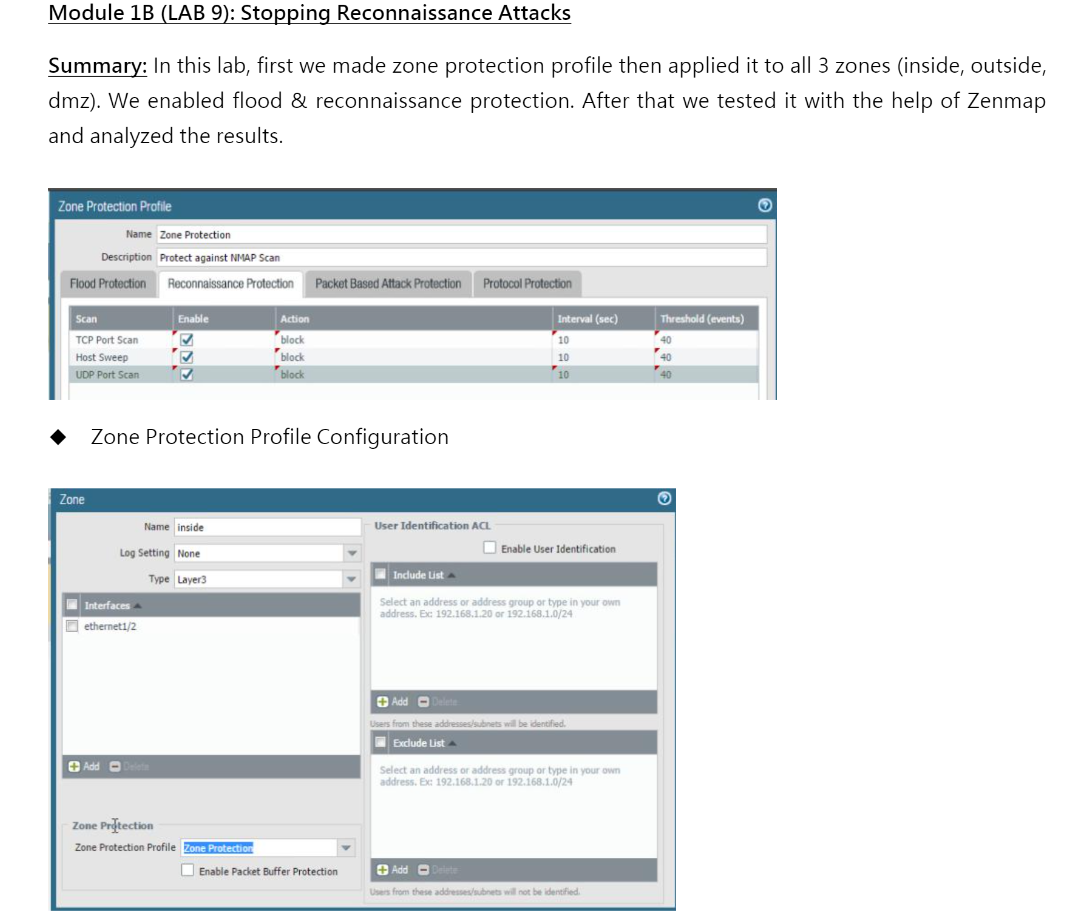 Module 1B (LAB 9): Stopping Reconnaissance Attacks
Summary: In this lab, first we made zone protection profile then applied it to all 3 zones (inside, outside,
dmz). We enabled flood & reconnaissance protection. After that we tested it with the help of Zenmap
and analyzed the results.
Zone Protection Profile
Name Zone Protection
Description Protect against NMAP Scan
Flood Protection Reconnaissance Protection Packet Based Attack Protection Protocol Protection
Scan Enable Action Interval (sec) Threshold (events)
TCP Port Scan block 10 40
Host Sweep block 10 40
UDP Port Scan block 10 40
◆ Zone Protection Profile Configuration
Zone
Name inside
Log Setting None
Type Layer3
Interfaces
ethernet1/2
Add Delete
Zone Protection
Zone Protection Profile Zone Protection
Enable Packet Buffer Protection
User Identification ACL
Enable User Identification
Include List
Select an address or address group or type in your own
address. Ex: 192.168.1.20 or 192.168.1.0/24
Add Delete
Users from these addresses/subnets will be identified.
Exclude List
Select an address or address group or type in your own
address. Ex: 192.168.1.20 or 192.168.1.0/24
Add Delete
Users from these addresses/subnets will not be identified.